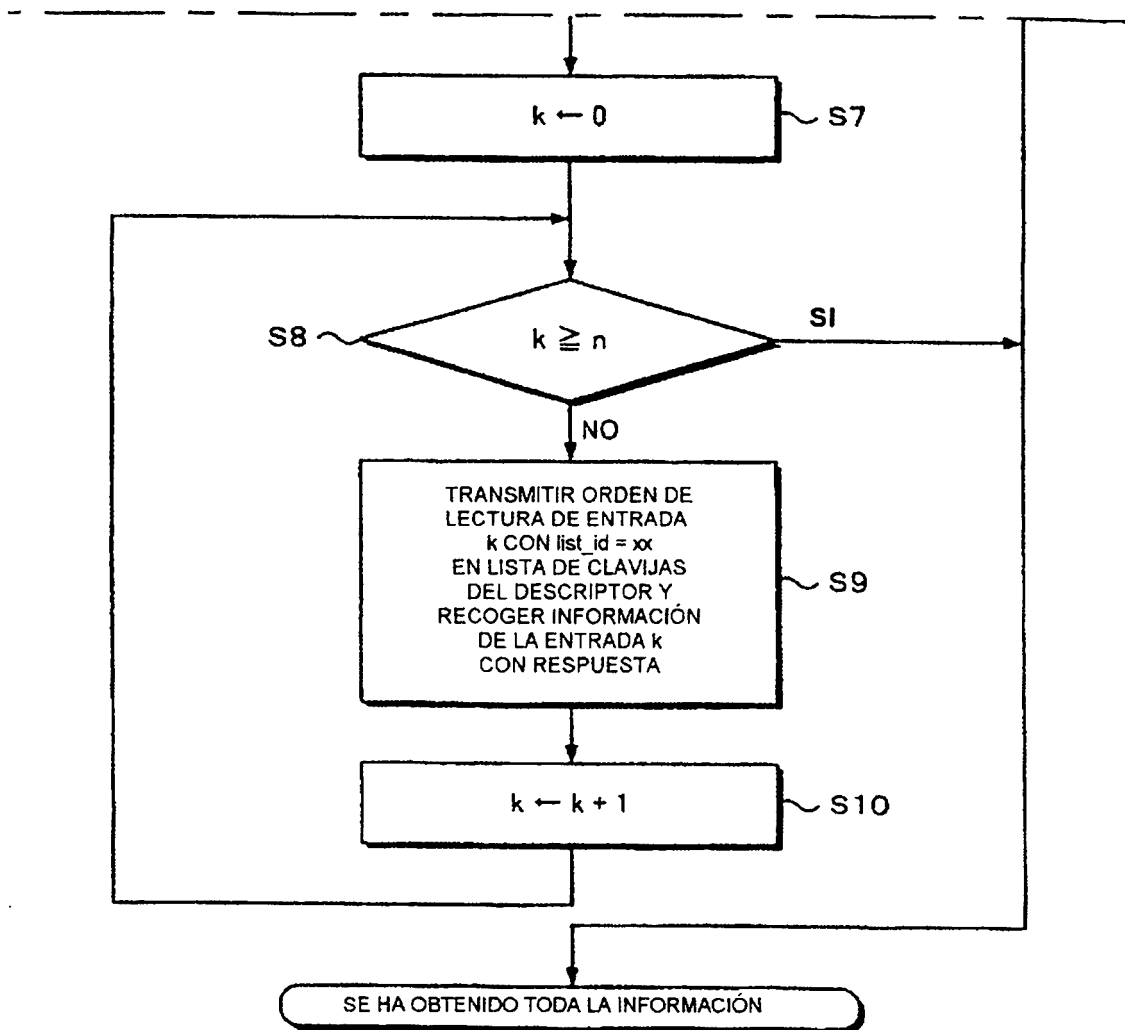 k ← 0
S7
S8
k ≧ n
SI
NO
TRANSMITIR ORDEN DE
LECTURA DE ENTRADA
k CON list_id = xx
EN LISTA DE CLAVIJAS
DEL DESCRIPTOR Y
RECOGER INFORMACIÓN
DE LA ENTRADA k
CON RESPUESTA
S9
k ← k + 1
S10
SE HA OBTENIDO TODA LA INFORMACIÓN